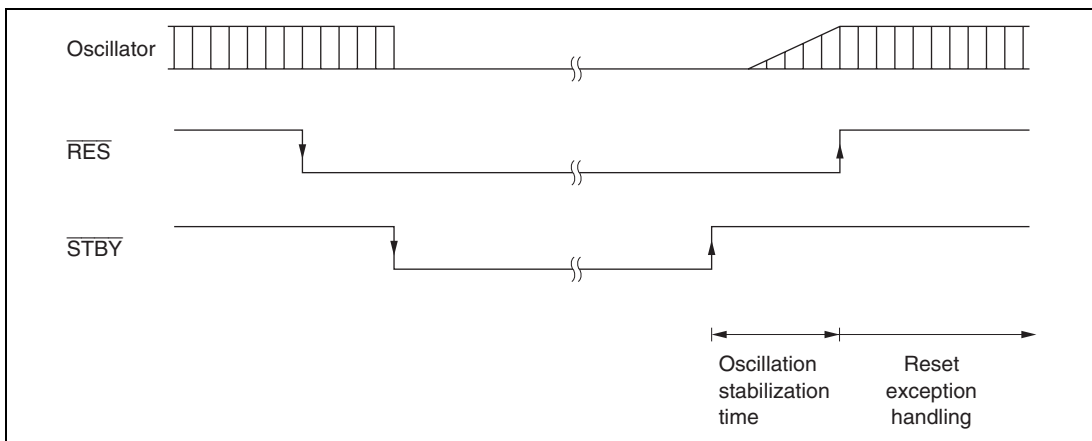 Oscillator
RES
STBY
Oscillation
stabilization
time
Reset
exception
handling